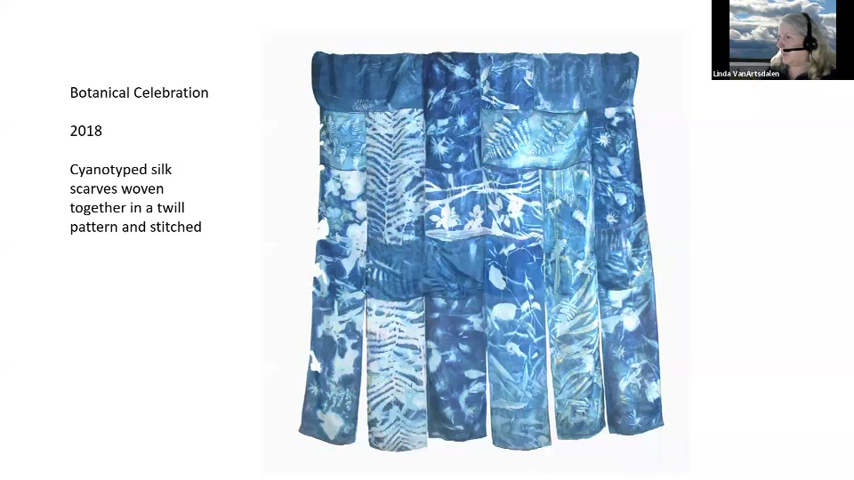 Botanical Celebration
2018
Cyanotyped silk
scarves woven
together in a twill
pattern and stitched
Linda VanArtsdalen